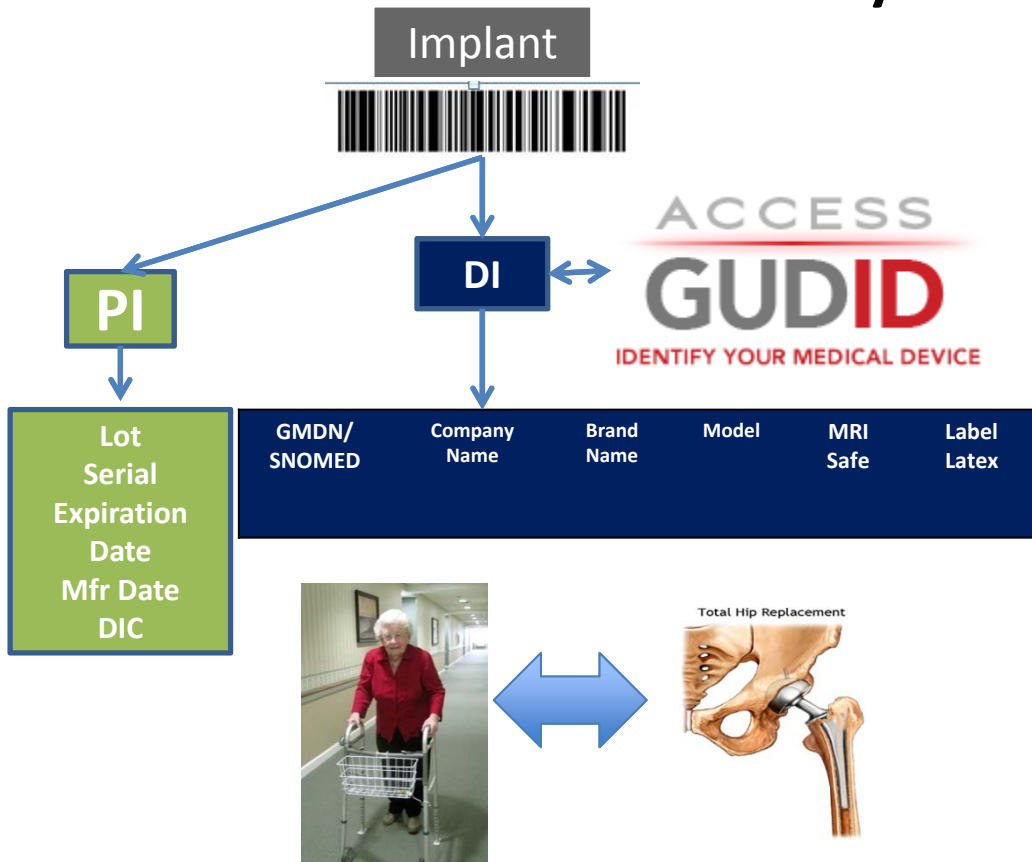 Implant
ACCESS
GUDID
IDENTIFY YOUR MEDICAL DEVICE
PI
DI
Lot
Serial
Expiration
Date
Mfr Date
DIC
GMDN/
SNOMED
Company
Name
Brand
Name
Model
MRI
Safe
Label
Latex
Total Hip Replacement